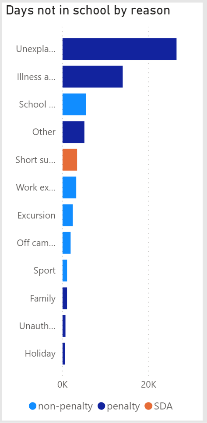 Days not in school by reason
Unexpla...
Illness a...
School ...
Other
Short su...
Work ex...
Excursion
Off cam...
Sport
Family
Unauth...
Holiday
0K 20K
non-penalty penalty SDA